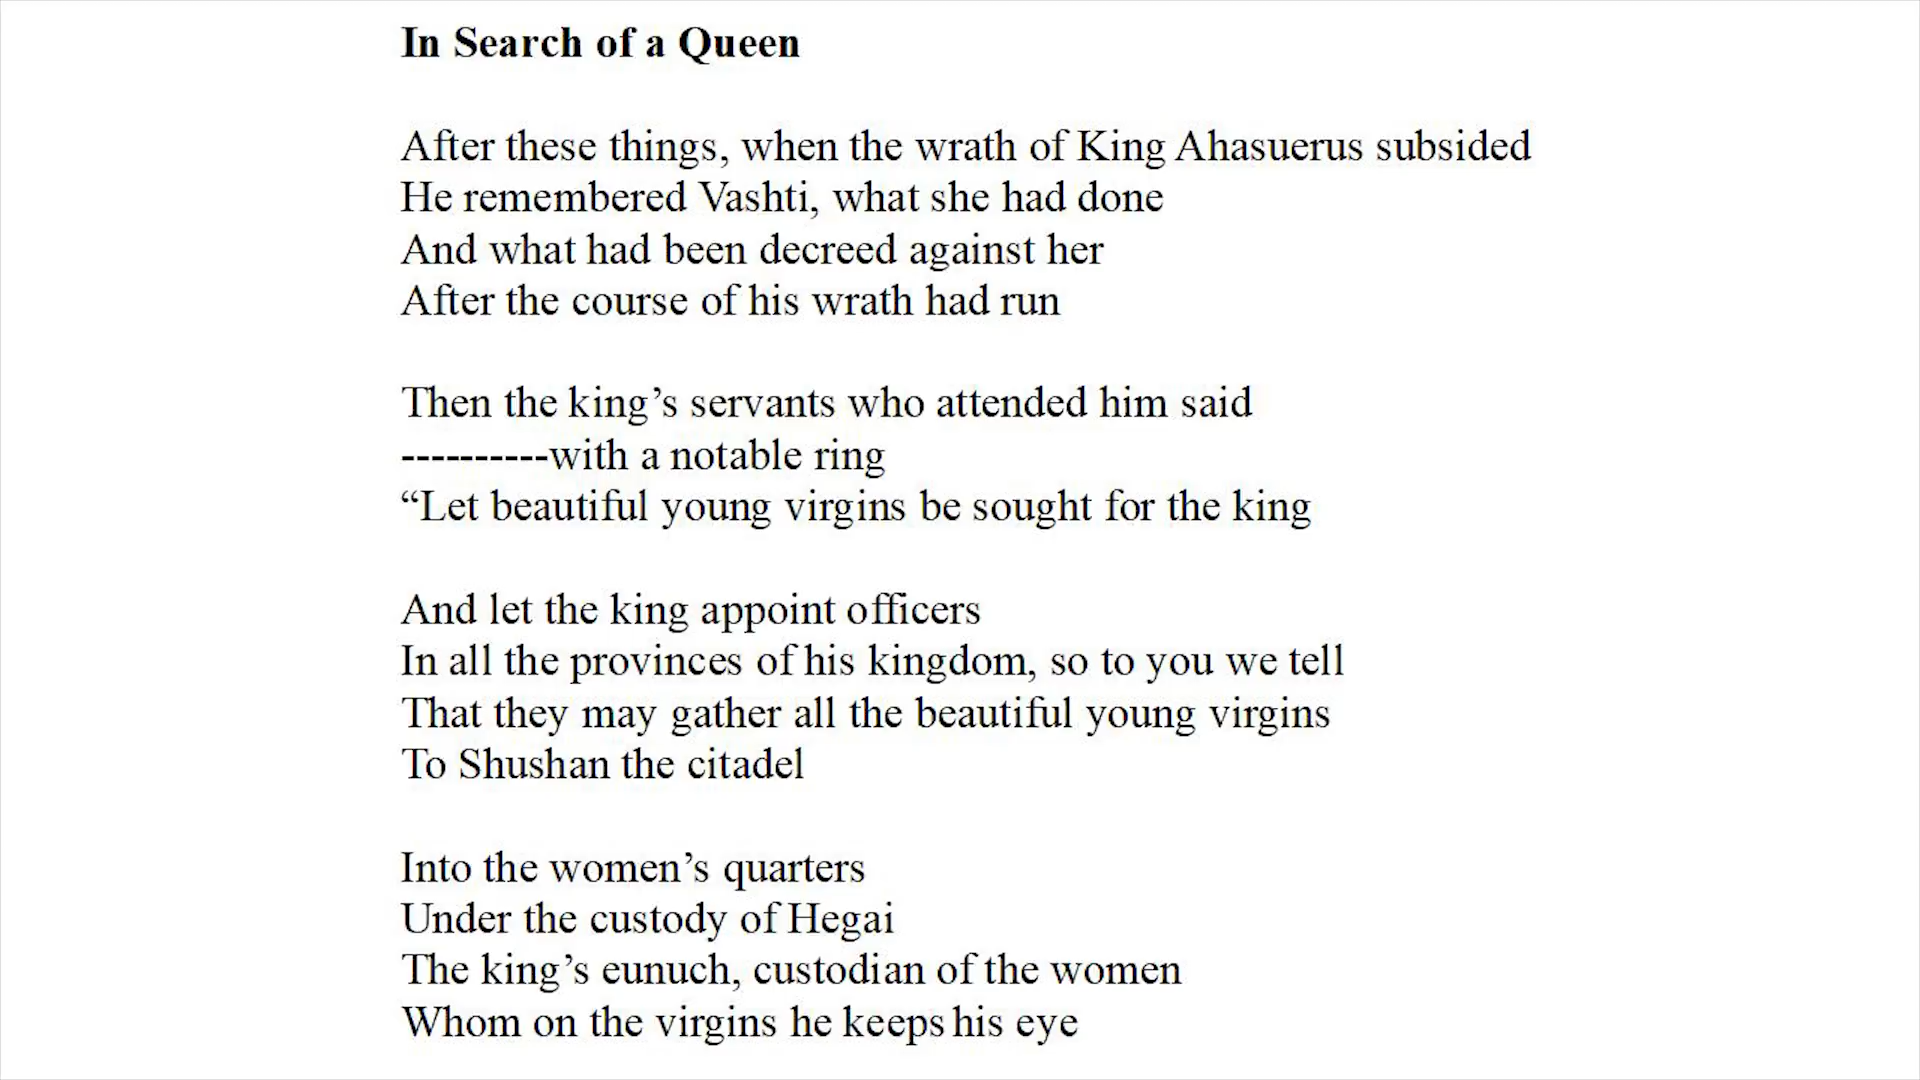 In Search of a Queen
After these things, when the wrath of King Ahasuerus subsided
He remembered Vashti, what she had done
And what had been decreed against her
After the course of his wrath had run
Then the king’s servants who attended him said
----------with a notable ring
“Let beautiful young virgins be sought for the king
And let the king appoint officers
In all the provinces of his kingdom, so to you we tell
That they may gather all the beautiful young virgins
To Shushan the citadel
Into the women’s quarters
Under the custody of Hegai
The king’s eunuch, custodian of the women
Whom on the virgins he keeps his eye